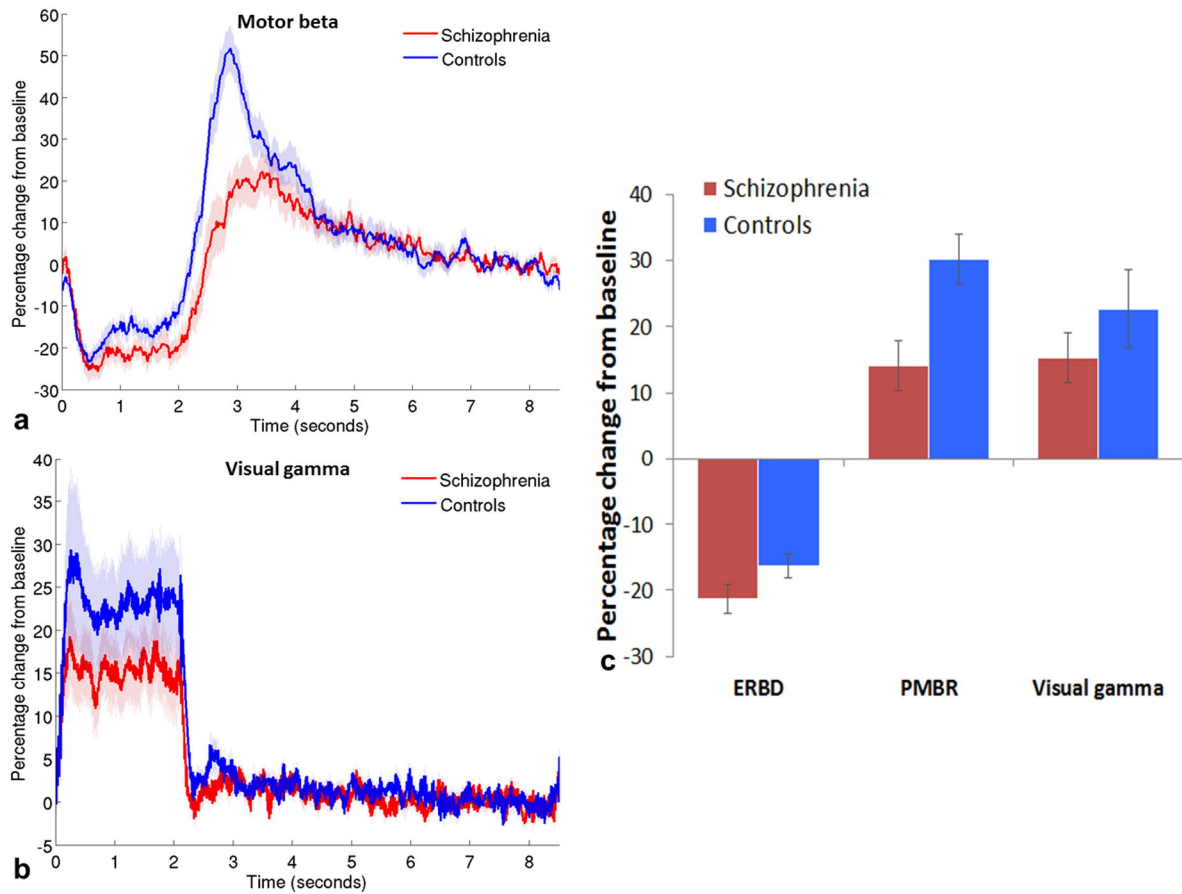 Motor beta
Schizophrenia
Controls
Percentage change from baseline
60
50
40
30
20
10
0
-10
-20
-30
0 1 2 3 4 5 6 7 8
Time (seconds)
a
Visual gamma
Schizophrenia
Controls
Percentage change from baseline
40
35
30
25
20
15
10
5
0
-5
0 1 2 3 4 5 6 7 8
Time (seconds)
b
Schizophrenia
Controls
Percentage change from baseline
40
30
20
10
0
-10
-20
-30
ERBD PMBR Visual gamma
c